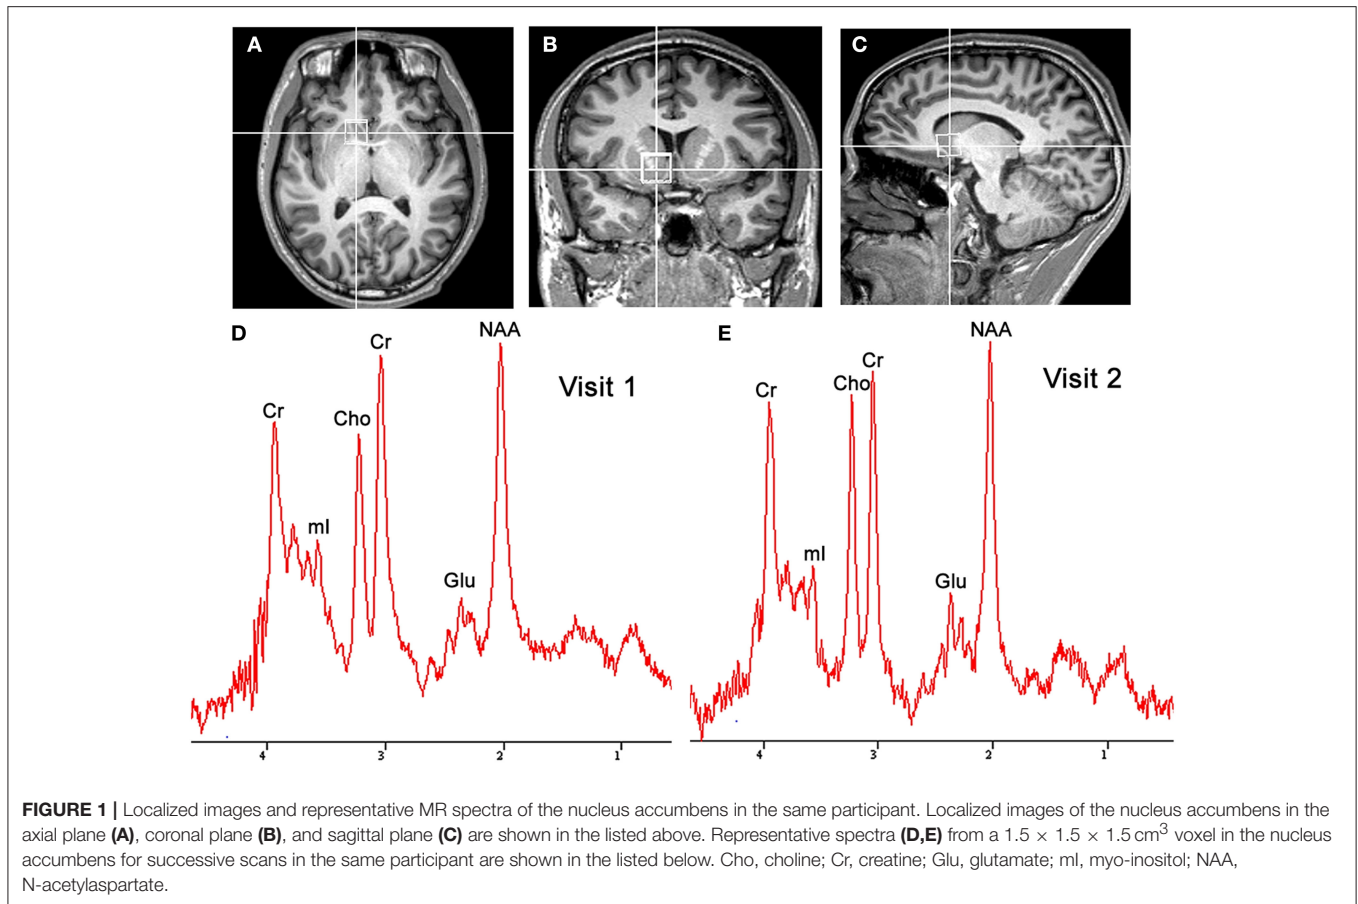 A
B
C
D
Cr
mI
Cho
Cr
Glu
NAA
Visit 1
4
3
2
1
E
Cr
mI
Cho
Cr
Glu
NAA
Visit 2
4
3
2
1
FIGURE 1 | Localized images and representative MR spectra of the nucleus accumbens in the same participant. Localized images of the nucleus accumbens in the
axial plane (A), coronal plane (B), and sagittal plane (C) are shown in the listed above. Representative spectra (D,E) from a 1.5 × 1.5 × 1.5 cm³ voxel in the nucleus
accumbens for successive scans in the same participant are shown in the listed below. Cho, choline; Cr, creatine; Glu, glutamate; mI, myo-inositol; NAA,
N-acetylaspartate.